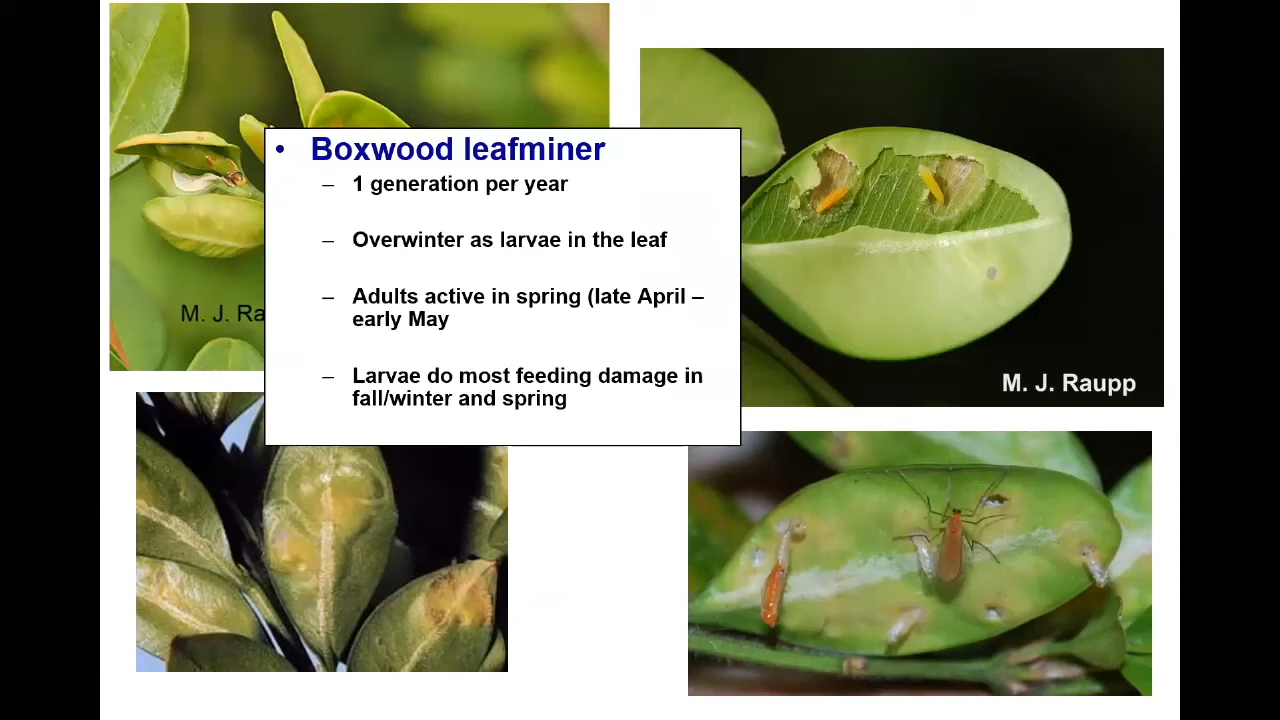 • Boxwood leafminer
– 1 generation per year
– Overwinter as larvae in the leaf
– Adults active in spring (late April –
early May
– Larvae do most feeding damage in
fall/winter and spring
M. J. Ra
M. J. Raupp